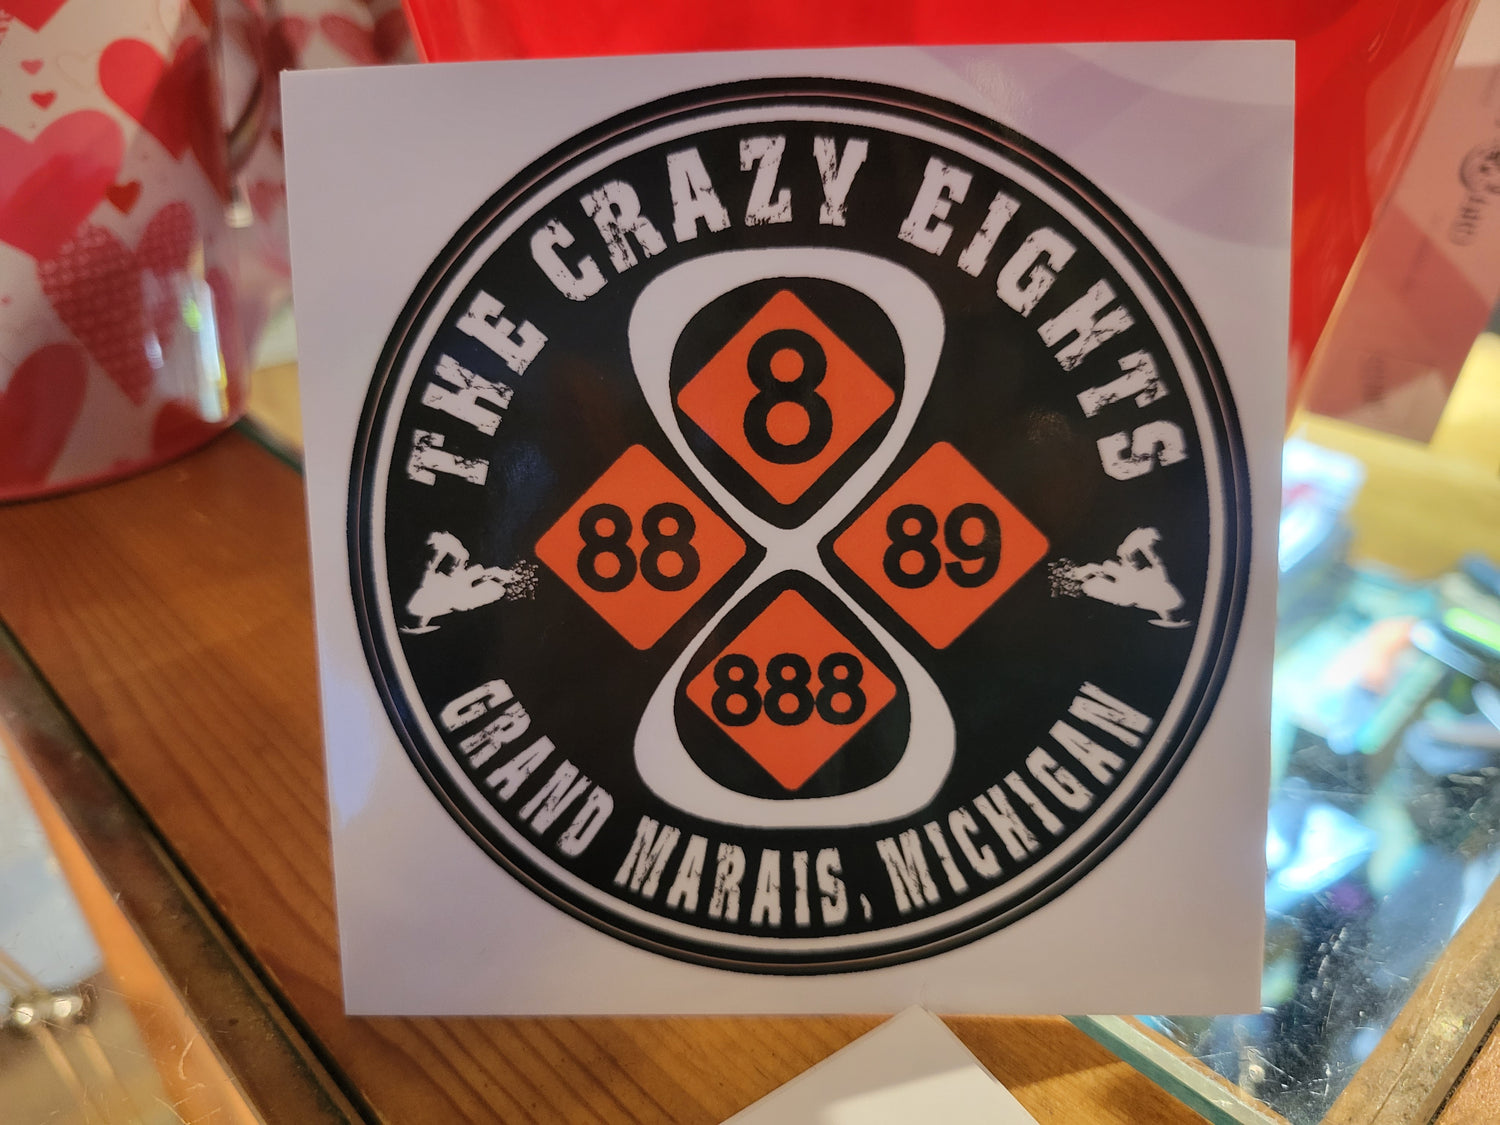 THE CRAZY EIGHTS
8
88
89
888
GRAND MARAIS, MICHIGAN